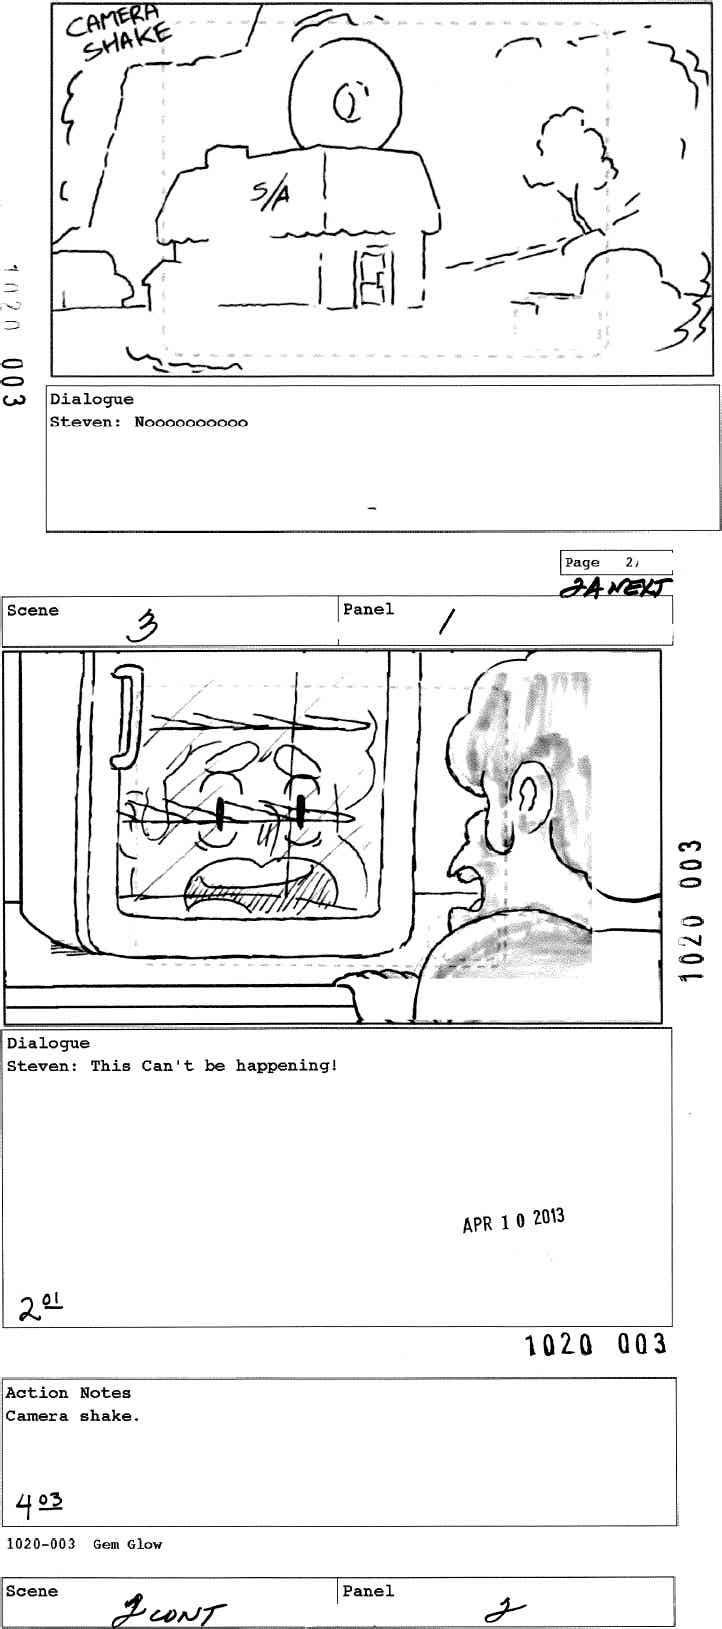 CAMERA
SHAKE
S/A
1020 003
Dialogue
Steven: Noooooooooo
Page 2,
2A NEXT
Scene 3 Panel 1
1020 003
Dialogue
Steven: This Can't be happening!
APR 10 2013
2 01
1020 003
Action Notes
Camera shake.
4 03
1020-003 Gem Glow
Scene 2 CONT Panel 2